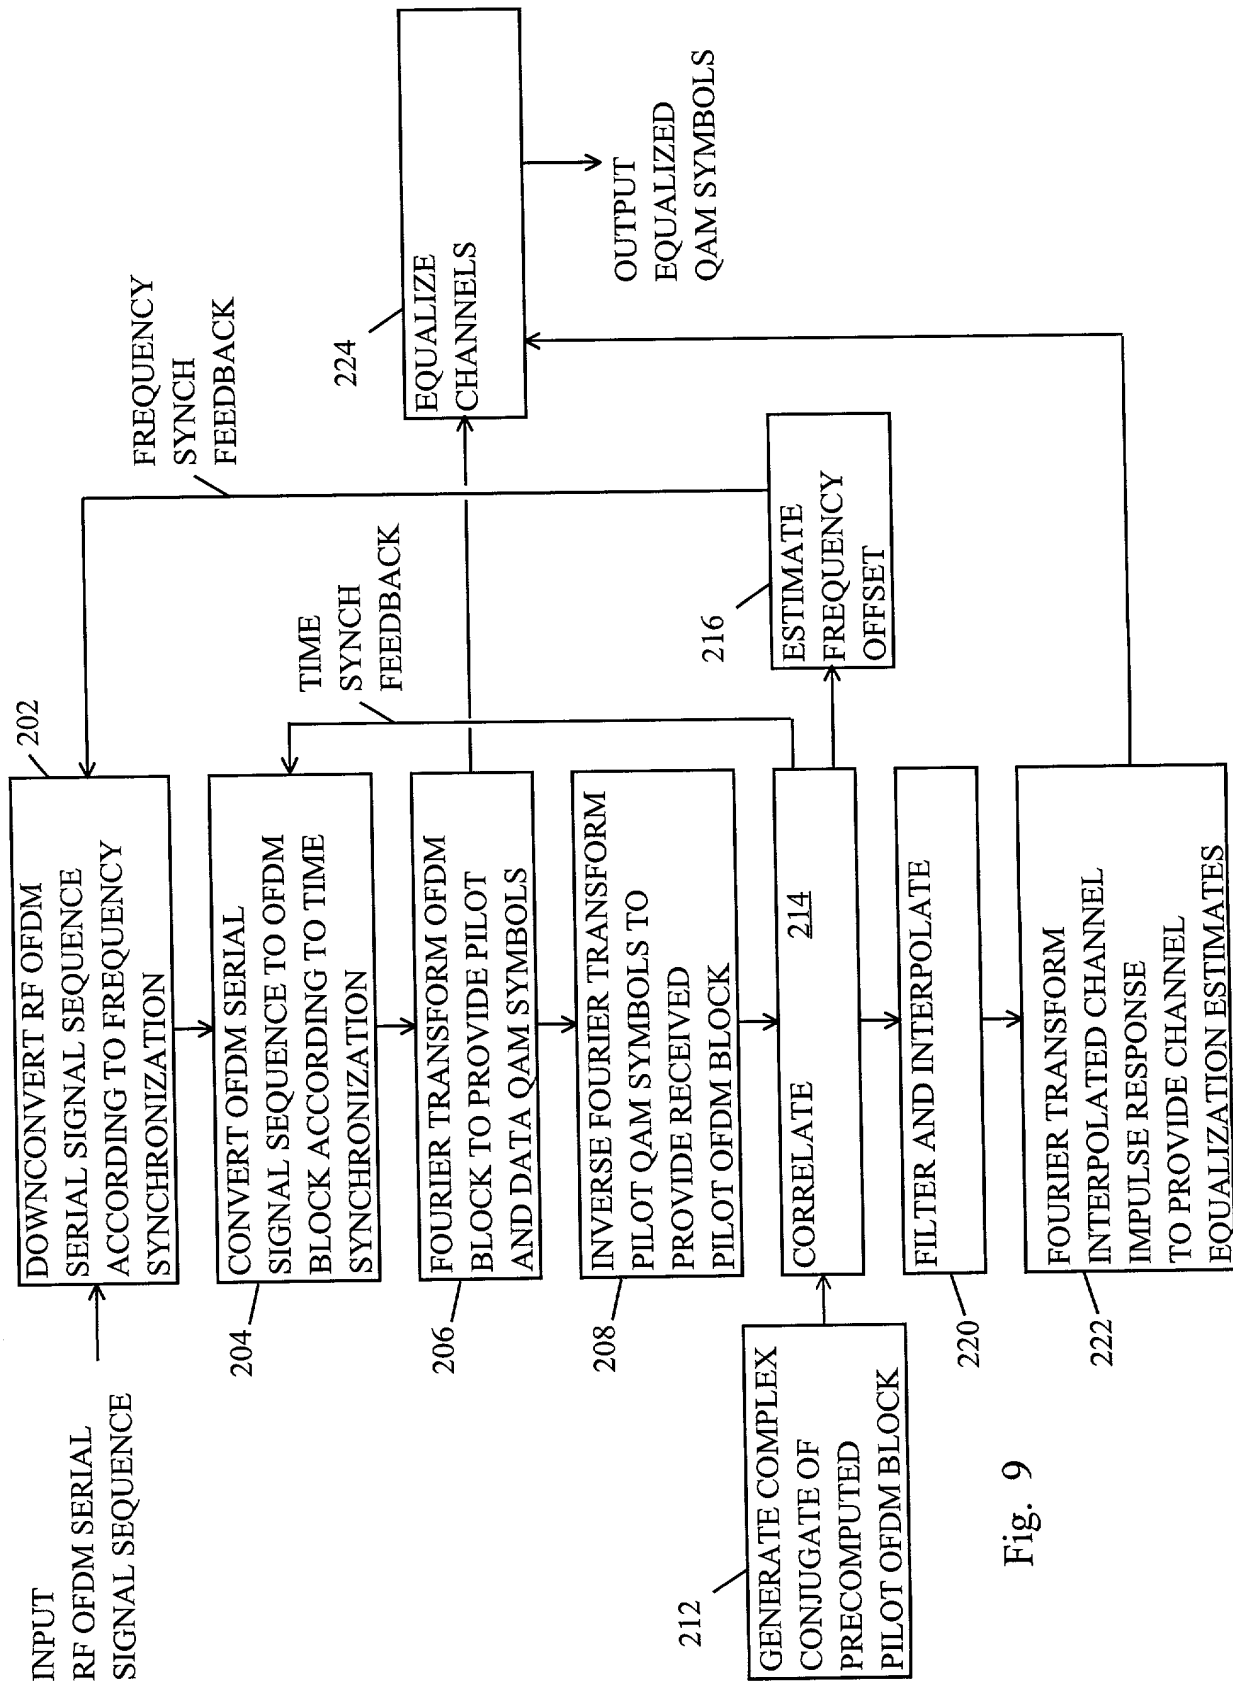 INPUT
RF OFDM SERIAL
SIGNAL SEQUENCE
202
DOWNCONVERT RF OFDM
SERIAL SIGNAL SEQUENCE
ACCORDING TO FREQUENCY
SYNCHRONIZATION
FREQUENCY
SYNCH
FEEDBACK
204
CONVERT OFDM SERIAL
SIGNAL SEQUENCE TO OFDM
BLOCK ACCORDING TO TIME
SYNCHRONIZATION
TIME
SYNCH
FEEDBACK
206
FOURIER TRANSFORM OFDM
BLOCK TO PROVIDE PILOT
AND DATA QAM SYMBOLS
224
EQUALIZE
CHANNELS
OUTPUT
EQUALIZED
QAM SYMBOLS
208
INVERSE FOURIER TRANSFORM
PILOT QAM SYMBOLS TO
PROVIDE RECEIVED
PILOT OFDM BLOCK
212
GENERATE COMPLEX
CONJUGATE OF
PRECOMPUTED
PILOT OFDM BLOCK
CORRELATE 214
216
ESTIMATE
FREQUENCY
OFFSET
220
FILTER AND INTERPOLATE
222
FOURIER TRANSFORM
INTERPOLATED CHANNEL
IMPULSE RESPONSE
TO PROVIDE CHANNEL
EQUALIZATION ESTIMATES
Fig. 9